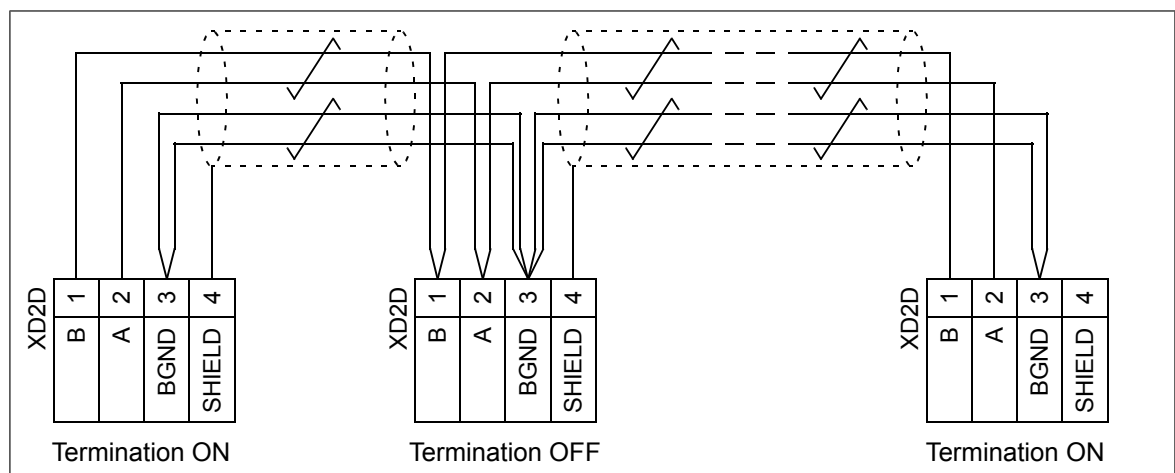 XD2D
1 2 3 4
B A BGND SHIELD
Termination ON
XD2D
1 2 3 4
B A BGND SHIELD
Termination OFF
XD2D
1 2 3 4
B A BGND SHIELD
Termination ON